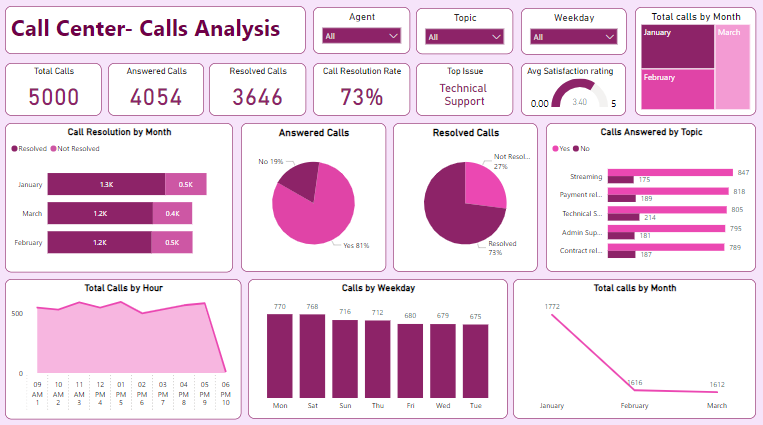 Call Center- Calls Analysis
Agent
All
Topic
All
Weekday
All
Total calls by Month
January
March
February
Total Calls
5000
Answered Calls
4054
Resolved Calls
3646
Call Resolution Rate
73%
Top Issue
Technical
Support
Avg Satisfaction rating
0.00
3.40
5
Call Resolution by Month
Resolved Not Resolved
January 1.3K 0.5K
March 1.2K 0.4K
February 1.2K 0.5K
Answered Calls
No 19%
Yes 81%
Resolved Calls
Not Resol...
27%
Resolved
73%
Calls Answered by Topic
Yes No
Streaming 847
175
Payment rel... 818
189
Technical S... 805
214
Admin Sup... 795
181
Contract rel... 789
187
Total Calls by Hour
500
0
09 10 11 12 01 02 03 04 05 06
AM AM AM PM PM PM PM PM PM PM
1 2 3 4 5 6 7 8 9 10
Calls by Weekday
770 768 716 712 680 679 675
Mon Sat Sun Thu Fri Wed Tue
Total calls by Month
1772
1616
1612
January February March